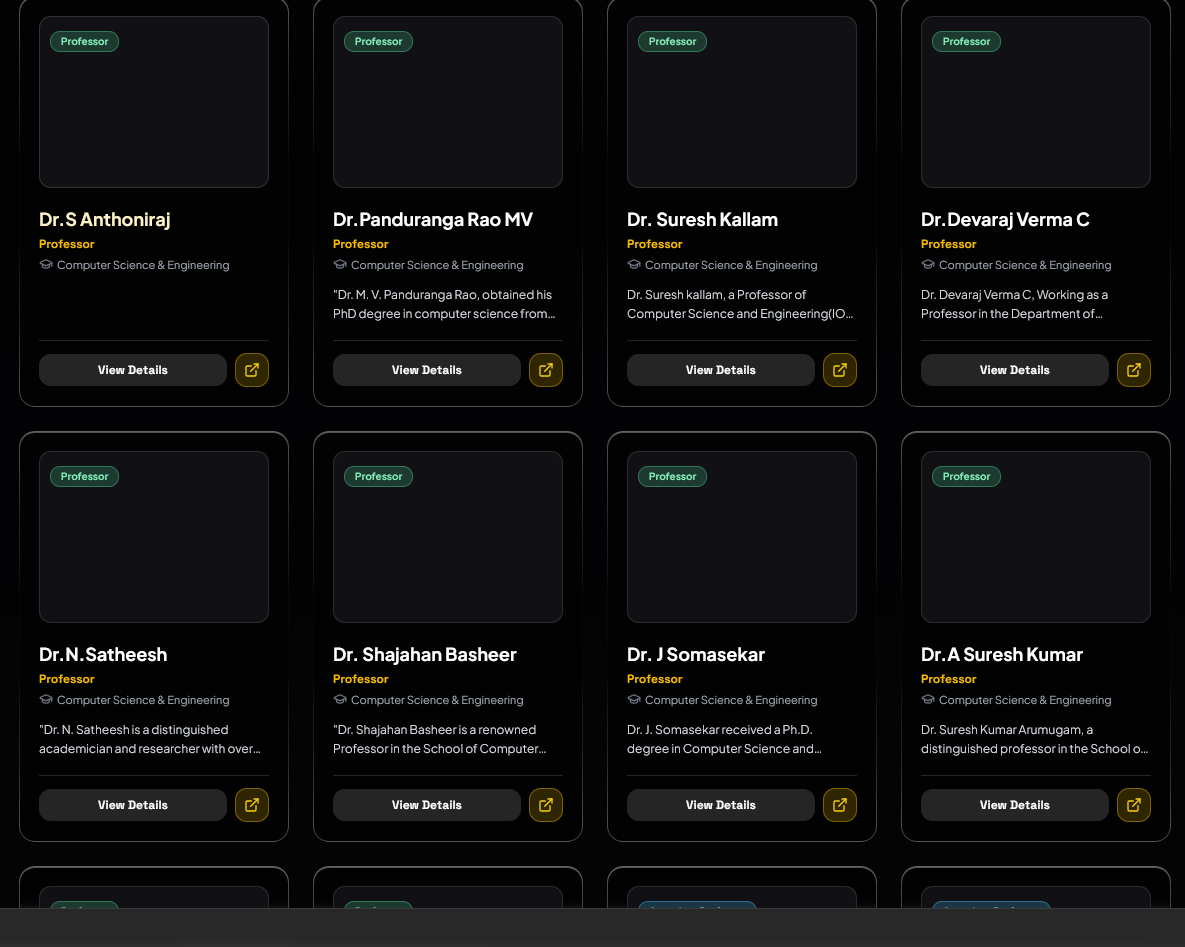 Professor
Professor
Professor
Professor
Dr.S Anthoniraj
Professor
Computer Science & Engineering
View Details
Dr.Panduranga Rao MV
Professor
Computer Science & Engineering
"Dr. M. V. Panduranga Rao, obtained his
PhD degree in computer science from...
View Details
Dr. Suresh Kallam
Professor
Computer Science & Engineering
Dr. Suresh kallam, a Professor of
Computer Science and Engineering(IO...
View Details
Dr.Devaraj Verma C
Professor
Computer Science & Engineering
Dr. Devaraj Verma C, Working as a
Professor in the Department of...
View Details
Professor
Professor
Professor
Professor
Dr.N.Satheesh
Professor
Computer Science & Engineering
"Dr. N. Satheesh is a distinguished
academician and researcher with over...
View Details
Dr. Shajahan Basheer
Professor
Computer Science & Engineering
"Dr. Shajahan Basheer is a renowned
Professor in the School of Computer...
View Details
Dr. J Somasekar
Professor
Computer Science & Engineering
Dr. J. Somasekar received a Ph.D.
degree in Computer Science and...
View Details
Dr.A Suresh Kumar
Professor
Computer Science & Engineering
Dr. Suresh Kumar Arumugam, a
distinguished professor in the School o...
View Details